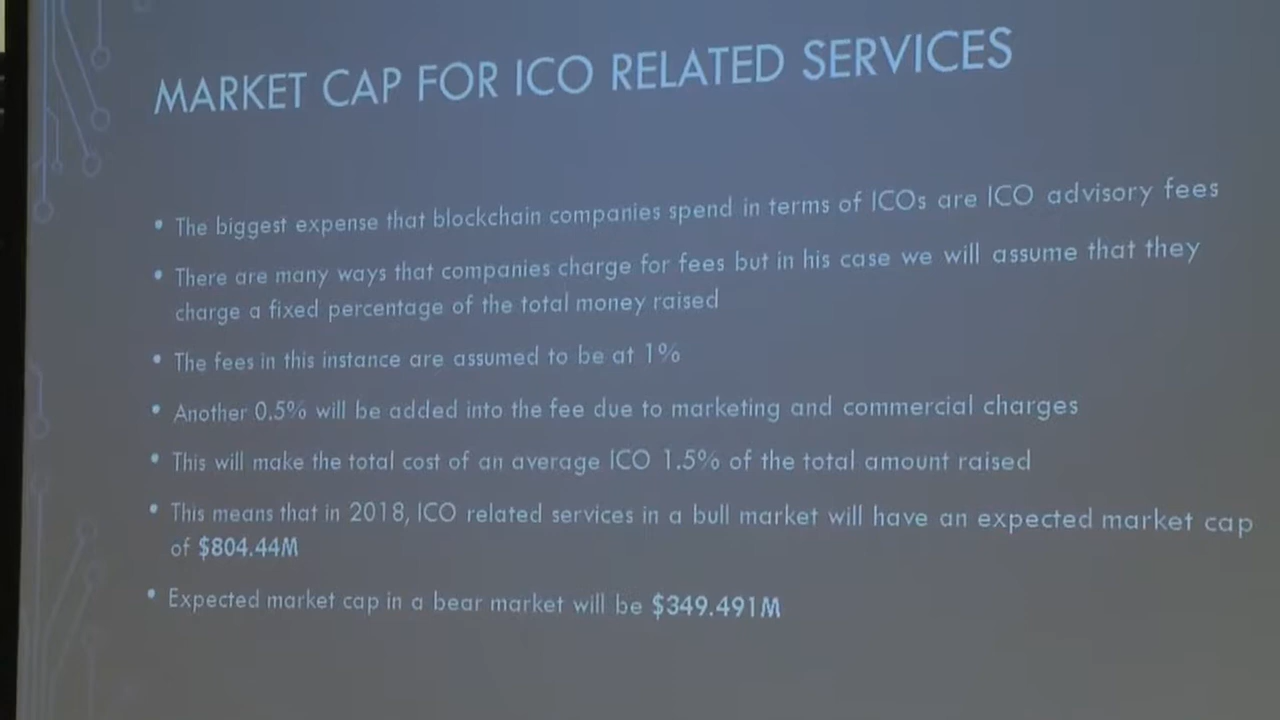 MARKET CAP FOR ICO RELATED SERVICES
• The biggest expense that blockchain companies spend in terms of ICOs are ICO advisory fees
• There are many ways that companies charge for fees but in his case we will assume that they
charge a fixed percentage of the total money raised
• The fees in this instance are assumed to be at 1%
• Another 0.5% will be added into the fee due to marketing and commercial charges
• This will make the total cost of an average ICO 1.5% of the total amount raised
• This means that in 2018, ICO related services in a bull market will have an expected market cap
of $804.44M
• Expected market cap in a bear market will be $349.491M